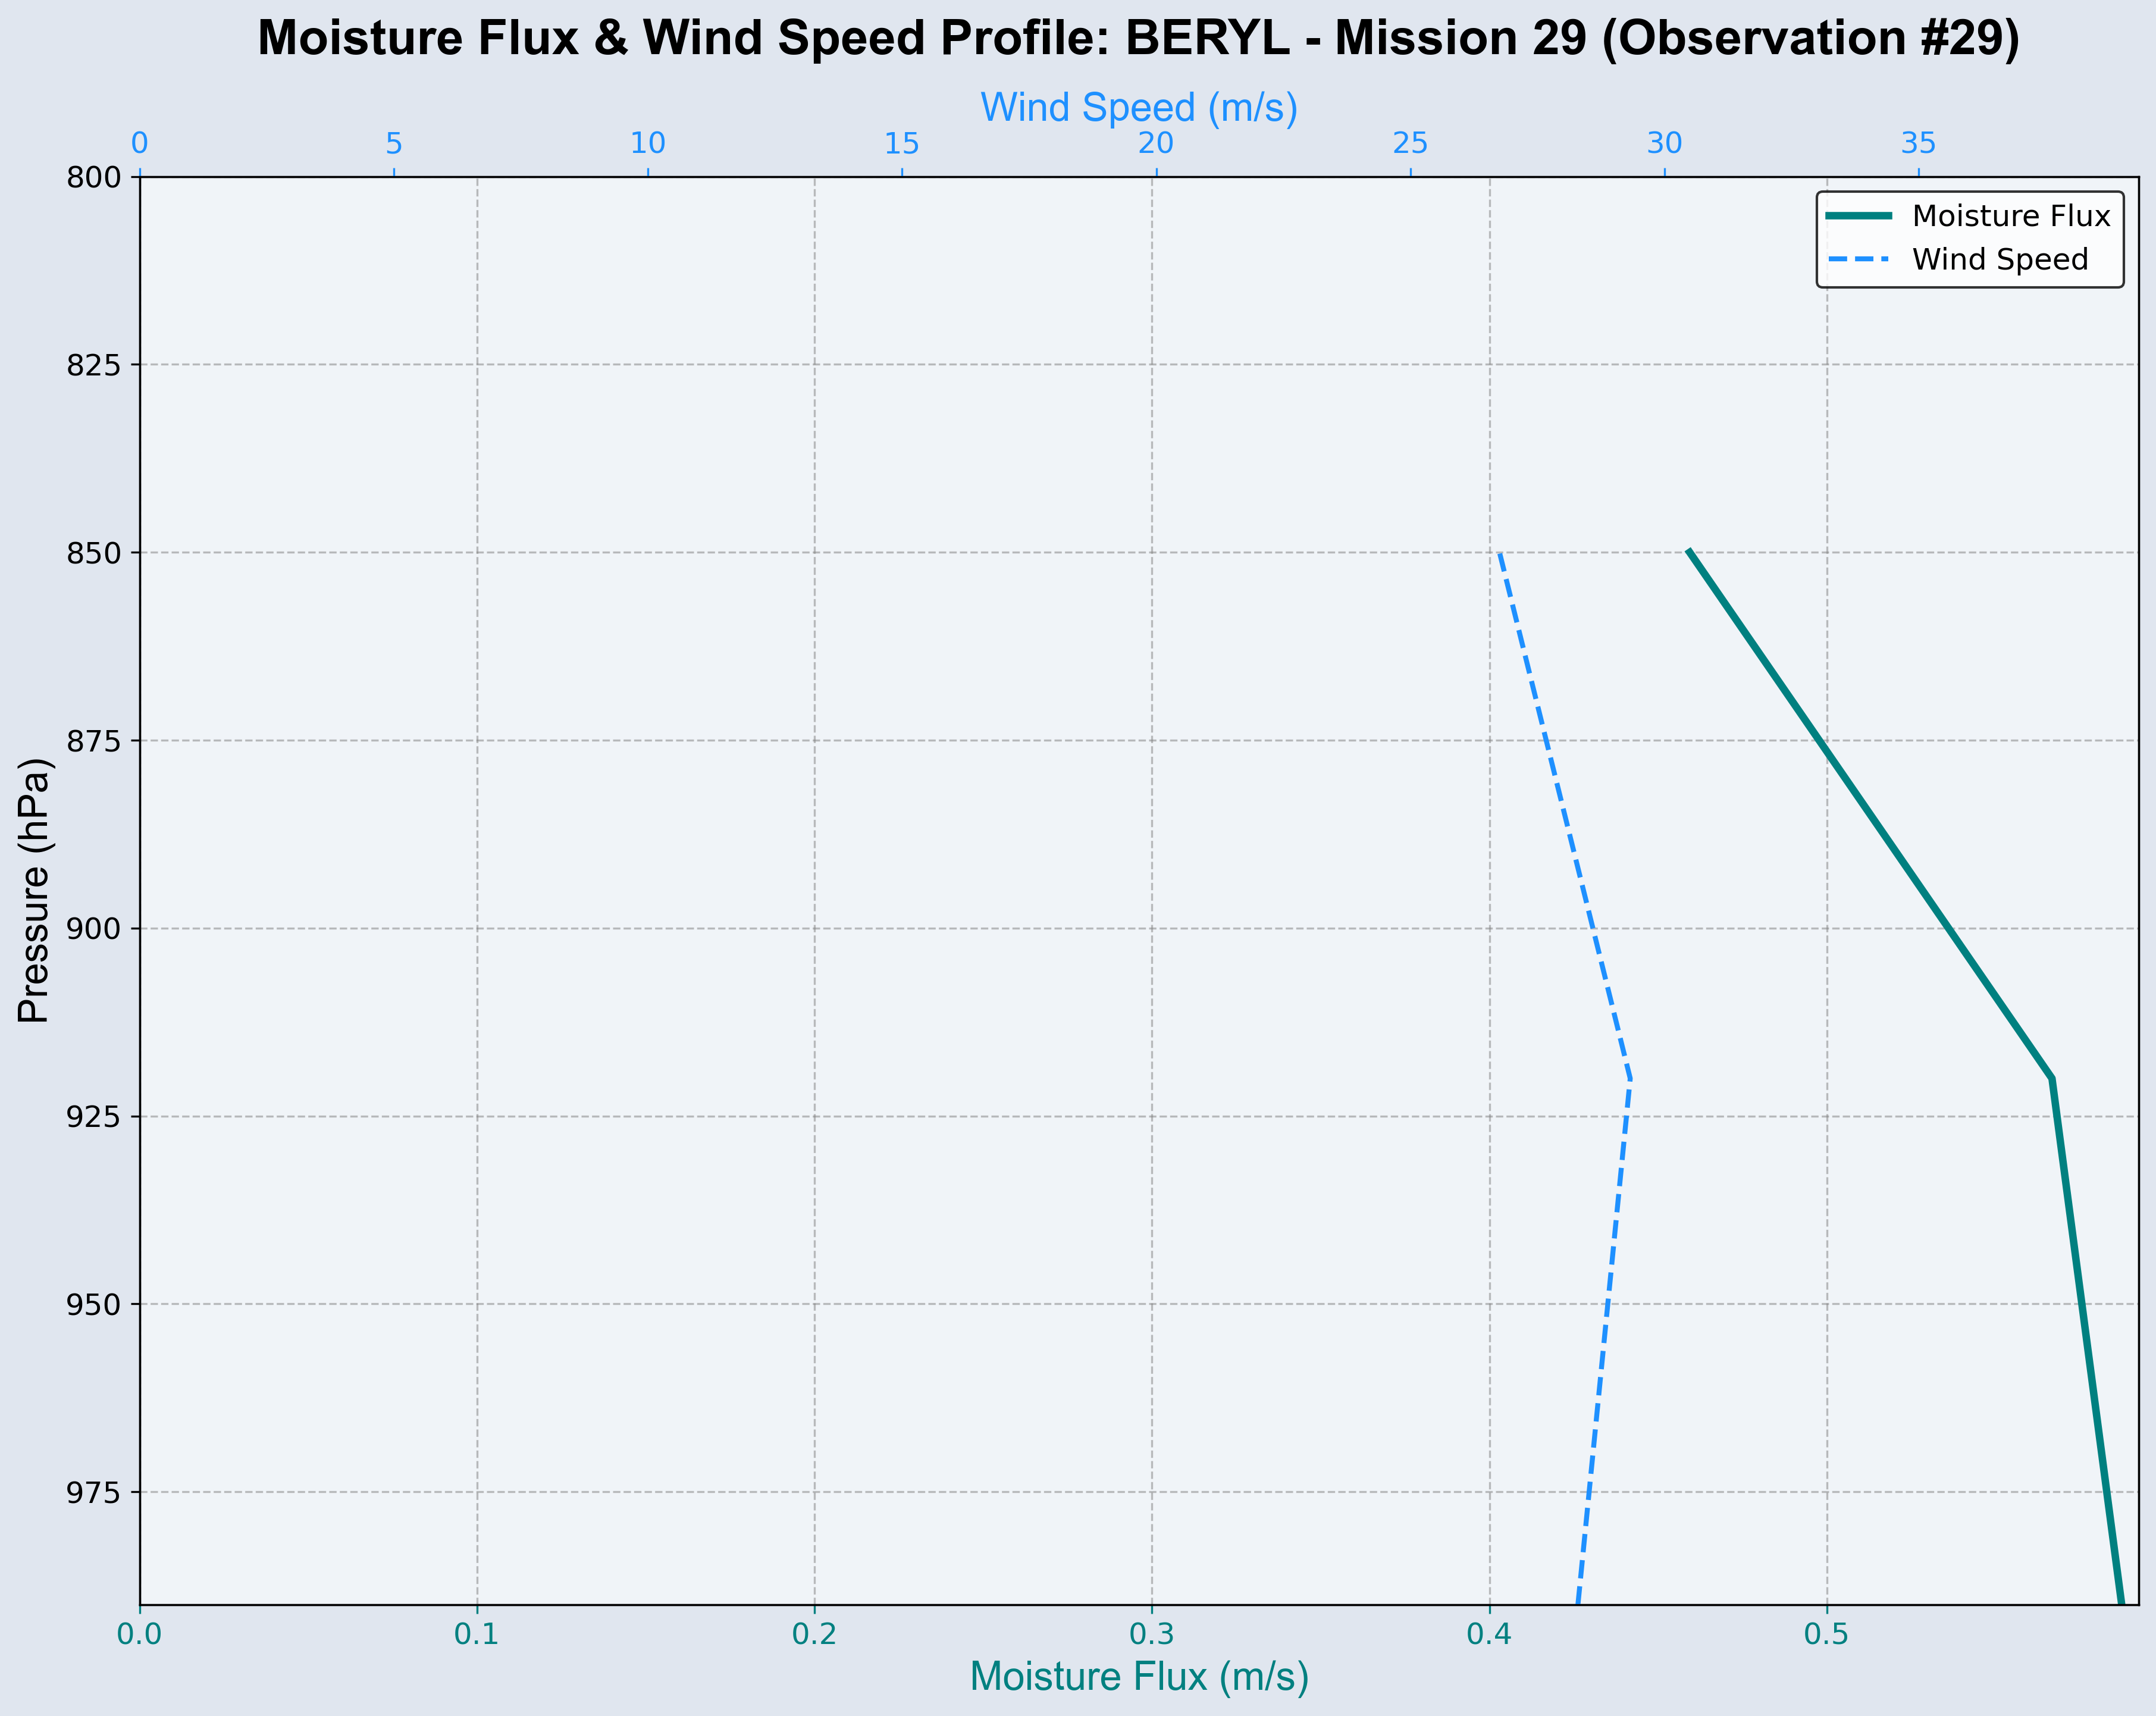 Moisture Flux & Wind Speed Profile: BERYL - Mission 29 (Observation #29)
Wind Speed (m/s)
0 5 10 15 20 25 30 35
Moisture Flux
Wind Speed
800
825
850
875
900
925
950
975
Pressure (hPa)
0.0 0.1 0.2 0.3 0.4 0.5
Moisture Flux (m/s)